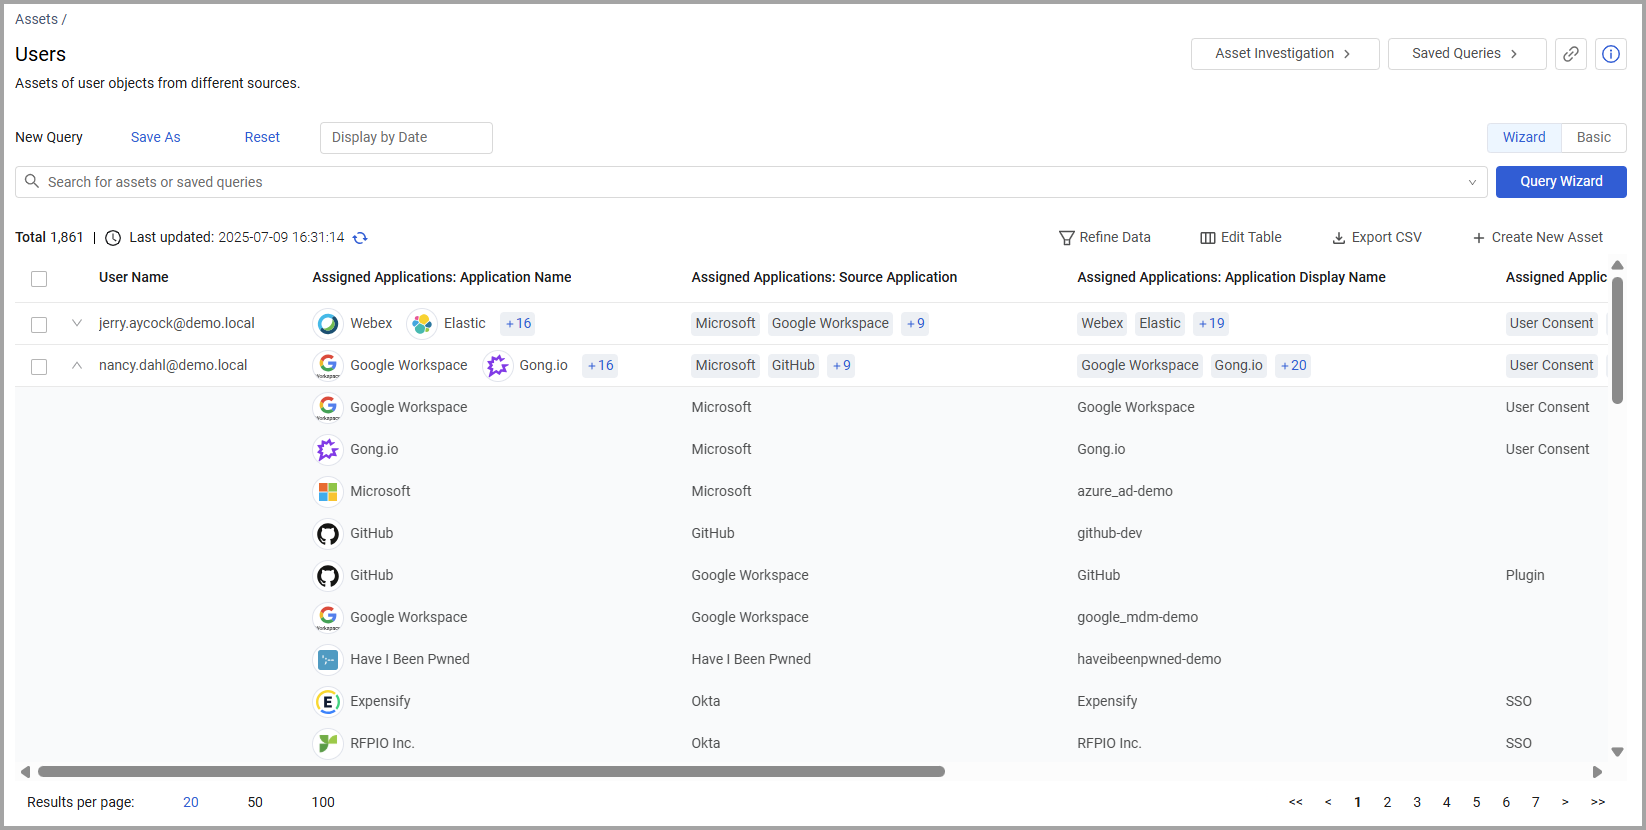 Assets /
Users
Asset Investigation >
Saved Queries >
Assets of user objects from different sources.
New Query Save As Reset Display by Date Wizard Basic
Search for assets or saved queries Query Wizard
Total 1,861 | Last updated: 2025-07-09 16:31:14 Refine Data Edit Table Export CSV + Create New Asset
User Name Assigned Applications: Application Name Assigned Applications: Source Application Assigned Applications: Application Display Name Assigned Applic
jerry.aycock@demo.local Webex Elastic +16 Microsoft Google Workspace +9 Webex Elastic +19 User Consent
nancy.dahl@demo.local Google Workspace Gong.io +16 Microsoft GitHub +9 Google Workspace Gong.io +20 User Consent
Google Workspace Microsoft Google Workspace User Consent
Gong.io Microsoft Gong.io User Consent
Microsoft Microsoft azure_ad-demo
GitHub GitHub github-dev
GitHub Google Workspace GitHub Plugin
Google Workspace Google Workspace google_mdm-demo
Have I Been Pwned Have I Been Pwned haveibeenpwned-demo
Expensify Okta Expensify SSO
RFPIO Inc. Okta RFPIO Inc. SSO
Results per page: 20 50 100 << < 1 2 3 4 5 6 7 > >>